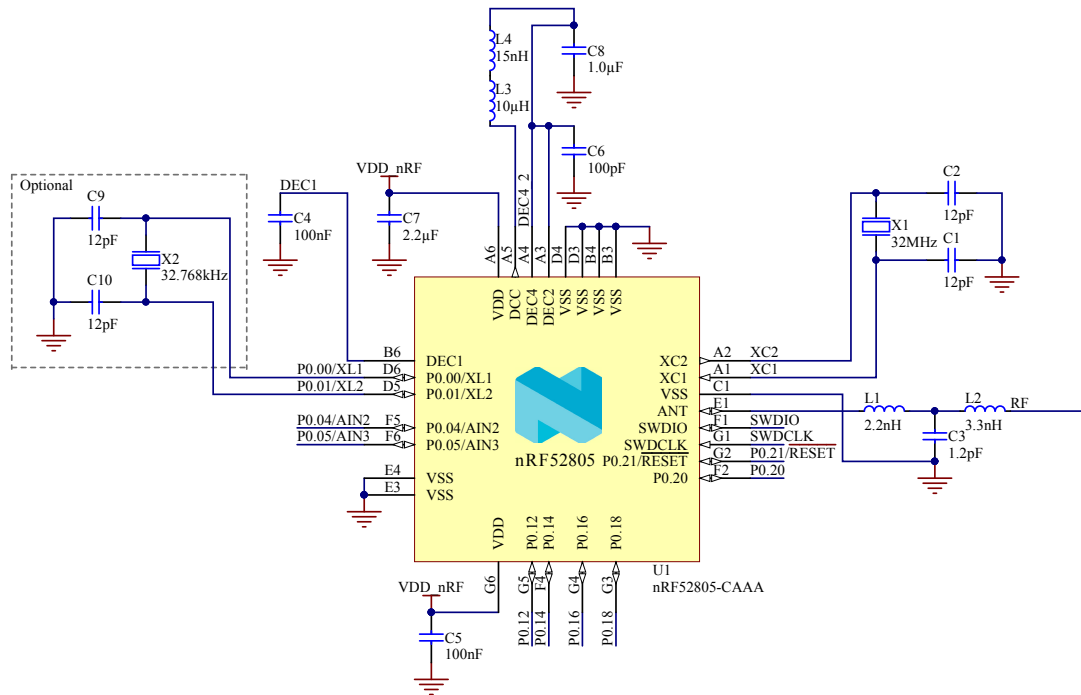 L4
15nH
L3
10µH
C8
1.0µF
C6
100pF
DEC4_2
Optional
C9
12pF
X2
32.768kHz
C10
12pF
DEC1
C4
100nF
VDD_nRF
C7
2.2µF
C2
12pF
X1
32MHz
C1
12pF
A6
A5
A4
A3
D4
D3
B4
B3
VDD
DCC
DEC4
DEC2
VSS
VSS
VSS
VSS
B6
DEC1
P0.00/XL1
D6
P0.00/XL1
P0.01/XL2
D5
P0.01/XL2
P0.04/AIN2
F5
P0.04/AIN2
P0.05/AIN3
F6
P0.05/AIN3
E4
VSS
E3
VSS
nRF52805
XC2
A2
XC2
XC1
A1
XC1
VSS
C1
ANT
E1
SWDIO
F1
SWDIO
SWDCLK
G1
SWDCLK
P0.21/RESET
G2
P0.21/RESET
P0.20
F2
P0.20
L1
2.2nH
L2
3.3nH
RF
C3
1.2pF
VDD
P0.12
P0.14
P0.16
P0.18
G6
G5
F4
G4
G3
P0.12
P0.14
P0.16
P0.18
U1
nRF52805-CAAA
VDD_nRF
C5
100nF